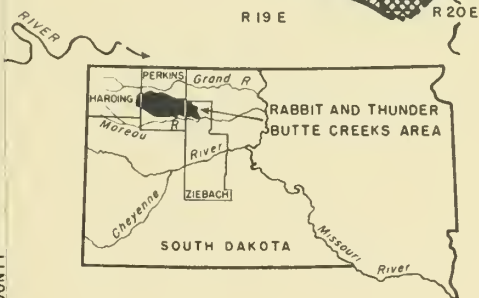 R 19 E
R 20 E
RIVER
PERKINS
Grand R
HARDING
RABBIT AND THUNDER
BUTTE CREEKS AREA
Moreau R
River
ZIEBACH
Cheyenne
SOUTH DAKOTA
Missouri
River